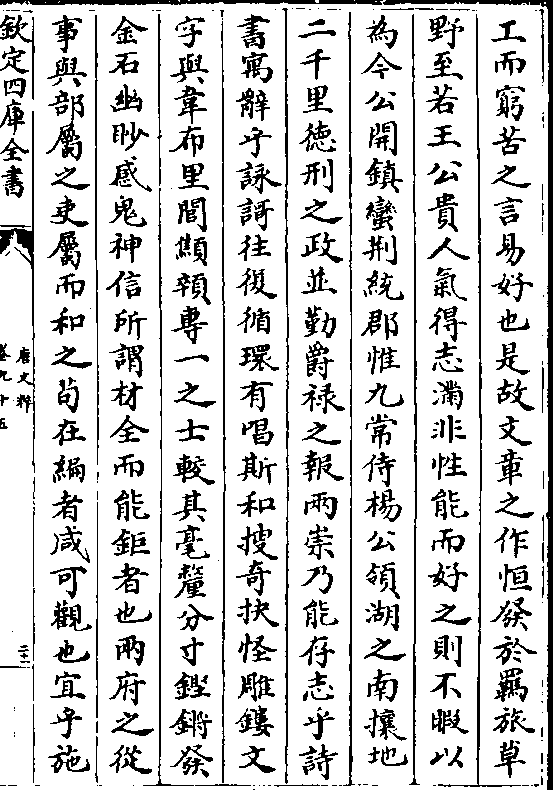 工而窮苦之言易好也是故文章之作恒發於羈旅草
野至若王公貴人氣得志滿非性能而好之則不暇以
為今公開鎮蠻荆統郡惟九常侍楊公領湖之南壤地
二千里徳刑之政並勤爵禄之報兩崇乃能存志乎詩
書寓辭乎詠謌往復循環有唱斯和搜奇抉怪雕鏤文
字與韋布里閭顦顇専一之士較其毫釐分寸鏗鏘發
金石幽眇感鬼神信所謂材全而能鉅者也兩府之從
事與部屬之吏屬而和之茍在編者咸可觀也宜乎施
欽定四庫全書
唐文粹
卷九十五